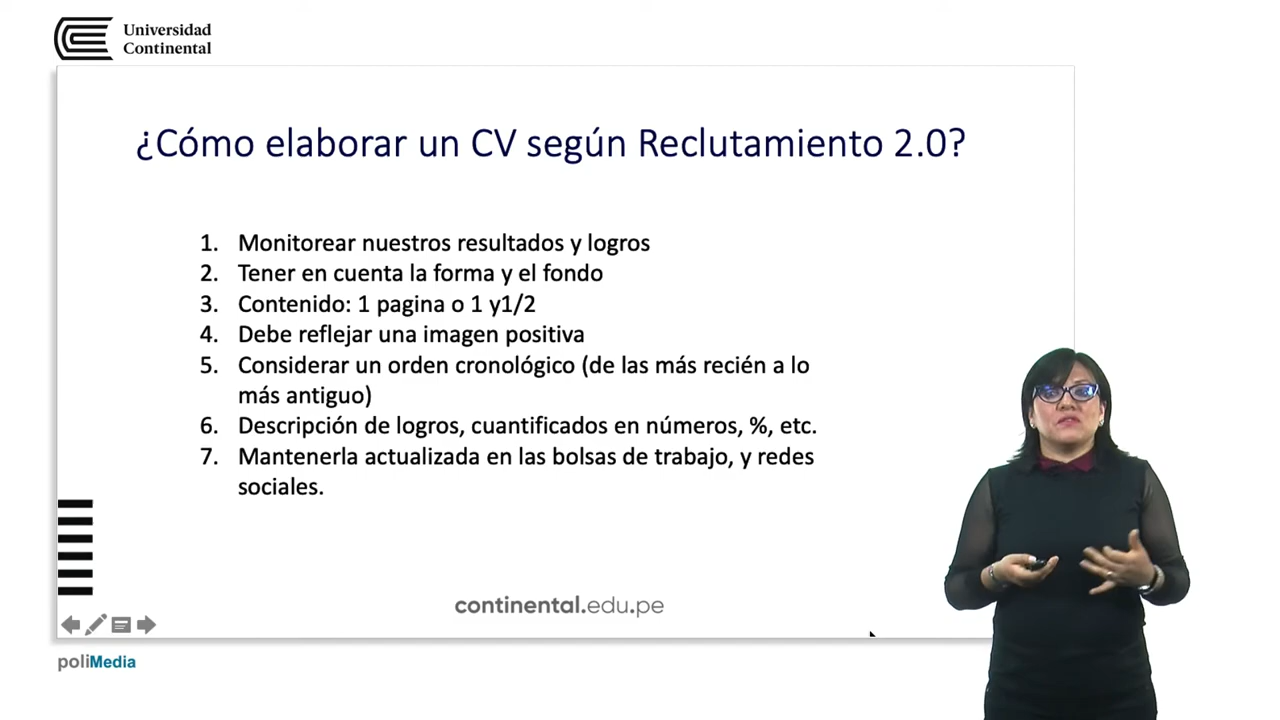 Universidad
Continental
¿Cómo elaborar un CV según Reclutamiento 2.0?
1. Monitorear nuestros resultados y logros
2. Tener en cuenta la forma y el fondo
3. Contenido: 1 pagina o 1 y1/2
4. Debe reflejar una imagen positiva
5. Considerar un orden cronológico (de las más recién a lo
más antiguo)
6. Descripción de logros, cuantificados en números, %, etc.
7. Mantenerla actualizada en las bolsas de trabajo, y redes
sociales.
continental.edu.pe
poliMedia